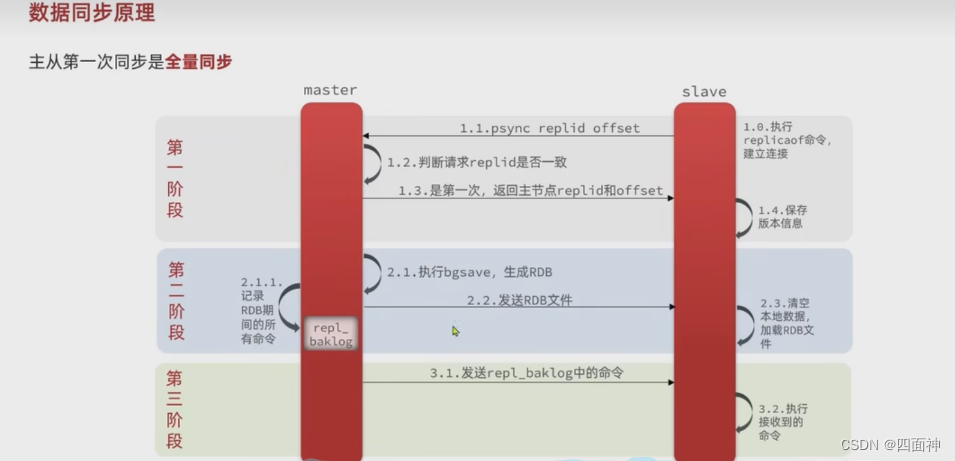 数据同步原理
主从第一次同步是全量同步
master
slave
第一阶段
1.0.执行
replicaof命令，
建立连接
1.1.psync replid offset
1.2.判断请求replid是否一致
1.3.是第一次，返回主节点replid和offset
1.4.保存
版本信息
第二阶段
2.1.执行bgsave，生成RDB
2.1.1.
记录
RDB期
间的所
有命令
repl_
baklog
2.2.发送RDB文件
2.3.清空
本地数据，
加载RDB文
件
第三阶段
3.1.发送repl_baklog中的命令
3.2.执行
接收到的
命令
CSDN @四面神